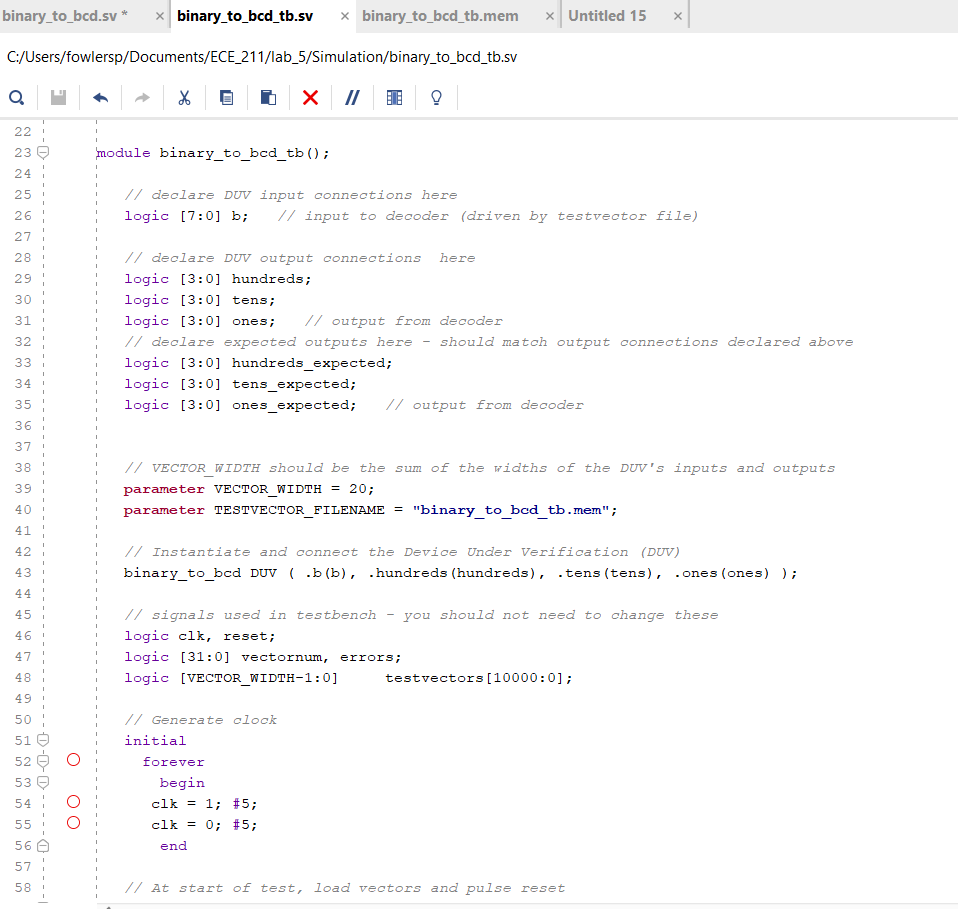 binary_to_bcd.sv * × binary_to_bcd_tb.sv × binary_to_bcd_tb.mem × Untitled 15 ×
C:/Users/fowlersp/Documents/ECE_211/lab_5/Simulation/binary_to_bcd_tb.sv
22
23 module binary_to_bcd_tb();
24
25 // declare DUV input connections here
26 logic [7:0] b; // input to decoder (driven by testvector file)
27
28 // declare DUV output connections here
29 logic [3:0] hundreds;
30 logic [3:0] tens;
31 logic [3:0] ones; // output from decoder
32 // declare expected outputs here - should match output connections declared above
33 logic [3:0] hundreds_expected;
34 logic [3:0] tens_expected;
35 logic [3:0] ones_expected; // output from decoder
36
37
38 // VECTOR_WIDTH should be the sum of the widths of the DUV's inputs and outputs
39 parameter VECTOR_WIDTH = 20;
40 parameter TESTVECTOR_FILENAME = "binary_to_bcd_tb.mem";
41
42 // Instantiate and connect the Device Under Verification (DUV)
43 binary_to_bcd DUV ( .b(b), .hundreds(hundreds), .tens(tens), .ones(ones) );
44
45 // signals used in testbench - you should not need to change these
46 logic clk, reset;
47 logic [31:0] vectornum, errors;
48 logic [VECTOR_WIDTH-1:0] testvectors[10000:0];
49
50 // Generate clock
51 initial
52 forever
53 begin
54 clk = 1; #5;
55 clk = 0; #5;
56 end
57
58 // At start of test, load vectors and pulse reset